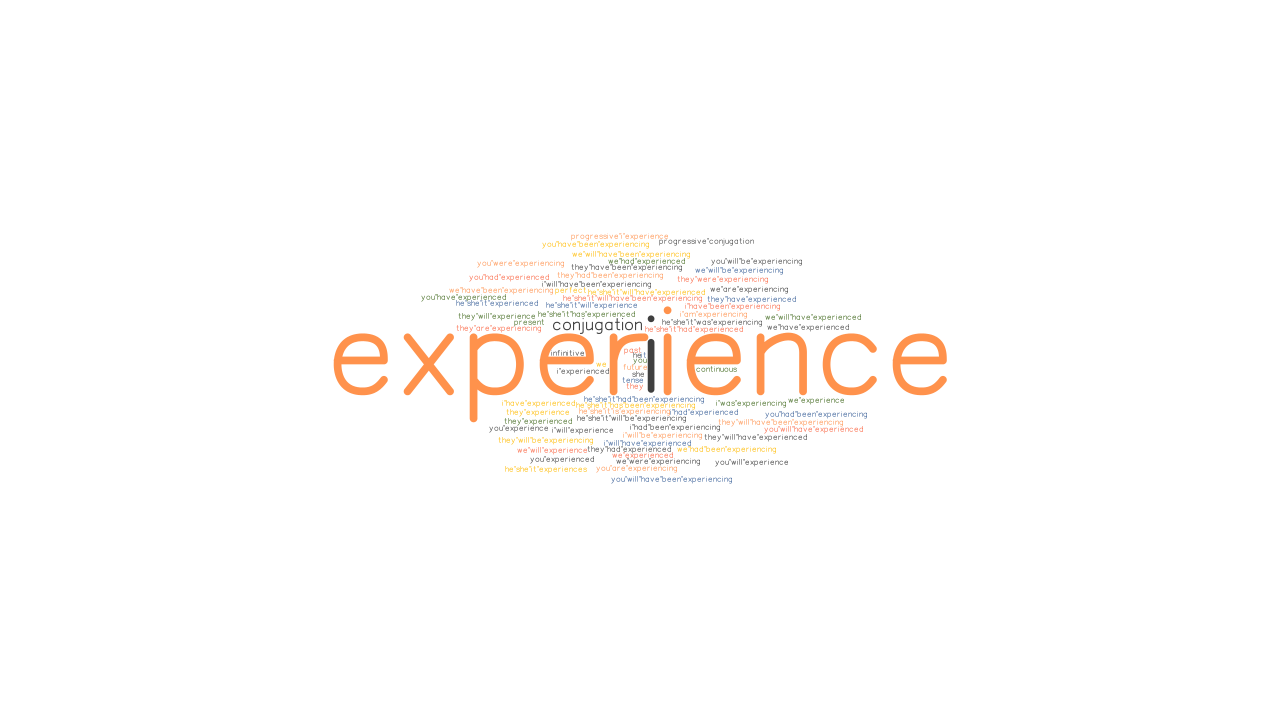 progressive"i"experience
progressive"conjugation
you"have"been"experiencing
we"will"have"been"experiencing
you"were"experiencing
we"had"experienced
you"will"be"experiencing
they"have"been"experiencing
we"will"be"experiencing
you"had"experienced
they"had"been"experiencing
they"were"experiencing
i"will"have"been"experiencing
we"have"been"experiencing
perfect
he"she"it"will"have"experienced
we"are"experiencing
you"have"experienced
he"she"it"will"have"been"experiencing
they"have"experienced
he"she"it"experienced
he"she"it"will"experience
i"have"been"experiencing
they"will"experience
he"she"it"has"experienced
i"am"experiencing
we"will"have"experienced
present
conjugation
he"she"it"was"experiencing
they"are"experiencing
he"she"it"had"experienced
we"have"experienced
experience
i
infinitive
past
he
it
you
we
future
i"experienced
she
continuous
tense
they
he"she"it"had"been"experiencing
we"experience
i"have"experienced
he"she"it"has"been"experiencing
i"was"experiencing
they"experience
he"she"it"is"experiencing
i"had"experienced
you"had"been"experiencing
they"experienced
he"she"it"will"be"experiencing
they"will"have"been"experiencing
you"experience
i"will"experience
i"had"been"experiencing
you"will"have"experienced
i"will"be"experiencing
they"will"have"experienced
they"will"be"experiencing
i"will"have"experienced
we"will"experience
they"had"experienced
we"had"been"experiencing
we"experienced
you"experienced
we"were"experiencing
you"will"experience
he"she"it"experiences
you"are"experiencing
you"will"have"been"experiencing